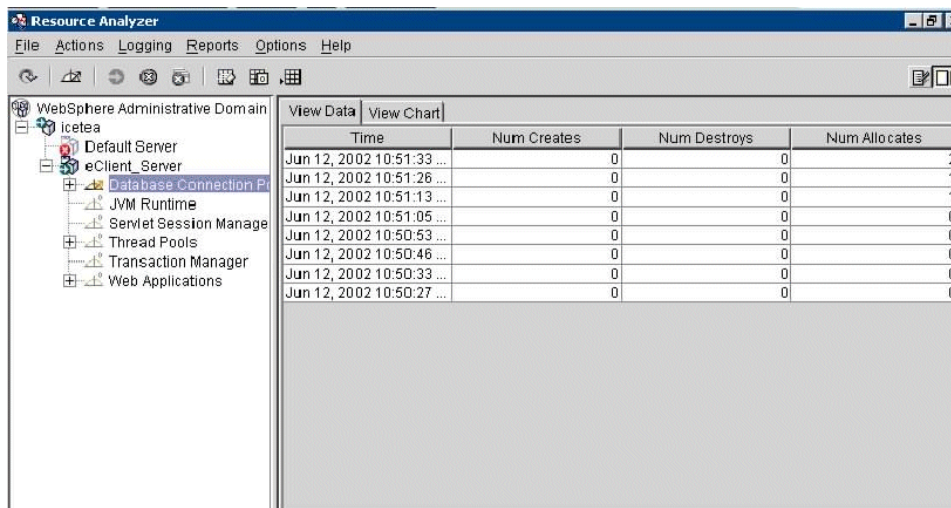 Resource Analyzer
File Actions Logging Reports Options Help
WebSphere Administrative Domain
icetea
Default Server
eClient_Server
Database Connection
JVM Runtime
Servlet Session Manage
Thread Pools
Transaction Manager
Web Applications
View Data View Chart
Time Num Creates Num Destroys Num Allocates
Jun 12, 2002 10:51:33 ... 0 0
Jun 12, 2002 10:51:26 ... 0 0
Jun 12, 2002 10:51:13 ... 0 0
Jun 12, 2002 10:51:05 ... 0 0
Jun 12, 2002 10:50:53 ... 0 0
Jun 12, 2002 10:50:46 ... 0 0
Jun 12, 2002 10:50:33 ... 0 0
Jun 12, 2002 10:50:27 ... 0 0